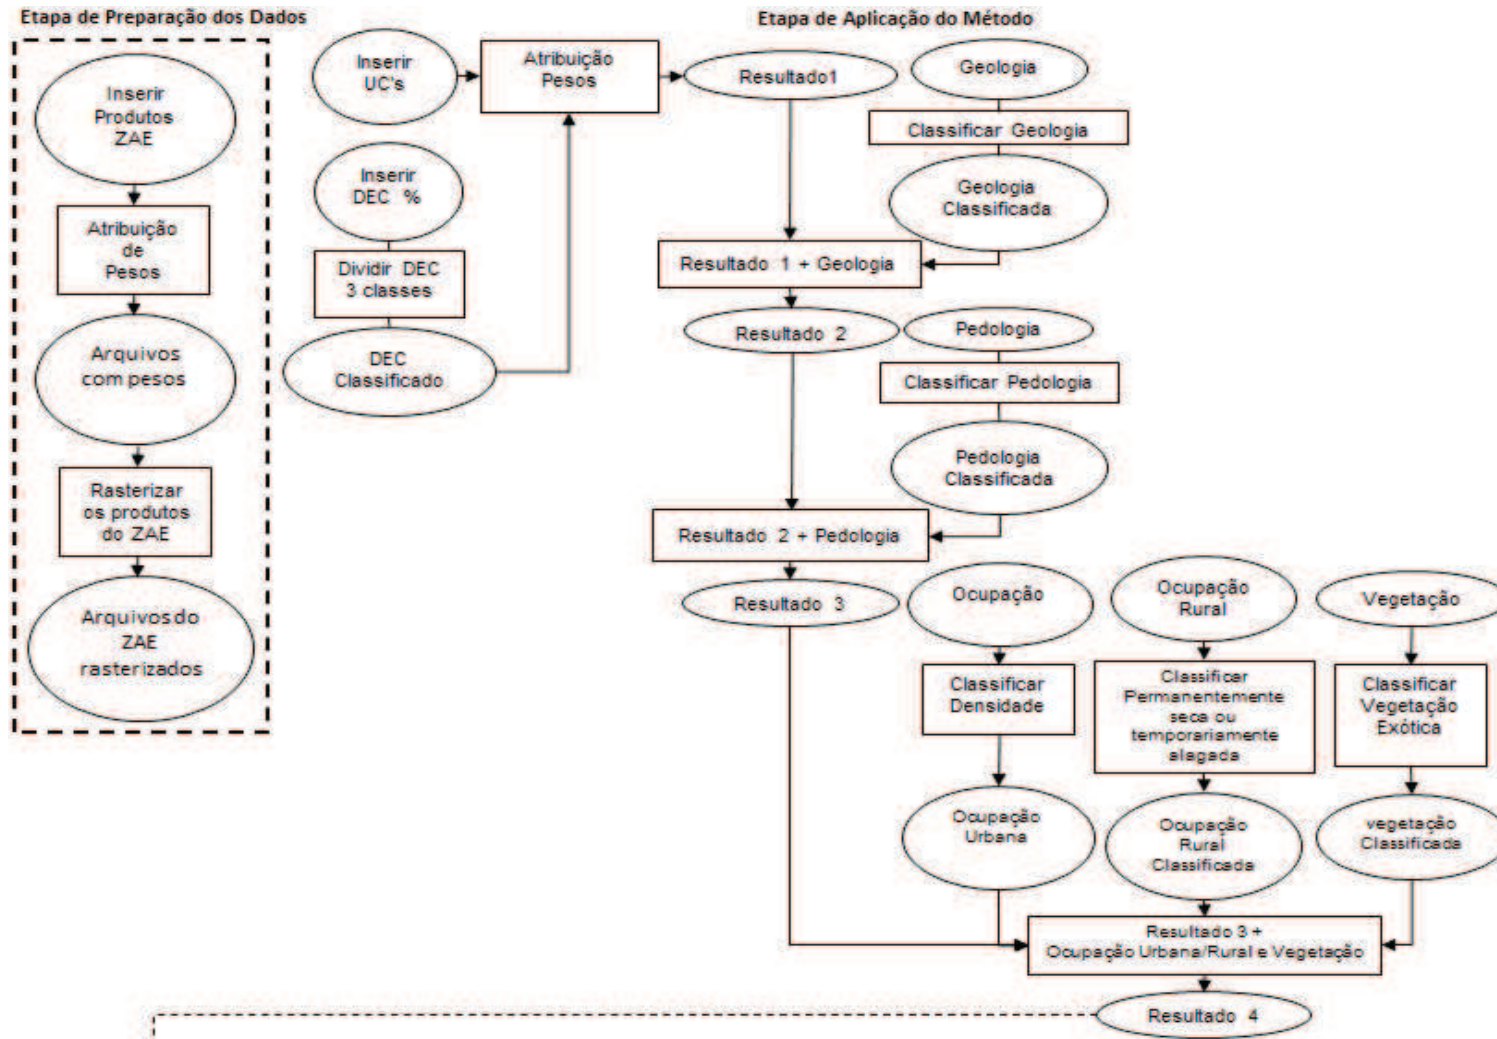 Etapa de Preparação dos Dados
Inserir
Produtos
ZAE
Atribuição
de
Pesos
Arquivos
com pesos
Rasterizar
os produtos
do ZAE
Arquivos do
ZAE
rasterizados
Etapa de Aplicação do Método
Inserir
UC's
Atribuição
Pesos
Inserir
DEC %
Dividir DEC
3 classes
DEC
Classificado
Resultado1
Geologia
Classificar Geologia
Geologia
Classificada
Resultado 1 + Geologia
Resultado 2
Pedologia
Classificar Pedologia
Pedologia
Classificada
Resultado 2 + Pedologia
Resultado 3
Ocupação
Classificar
Densidade
Ocupação
Urbana
Ocupação
Rural
Classificar
Permanentemente
seca ou
temporariamente
alagada
Ocupação
Rural
Classificada
Vegetação
Classificar
Vegetação
Exótica
vegetação
Classificada
Resultado 3 +
Ocupação Urbana/Rural e Vegetação
Resultado 4